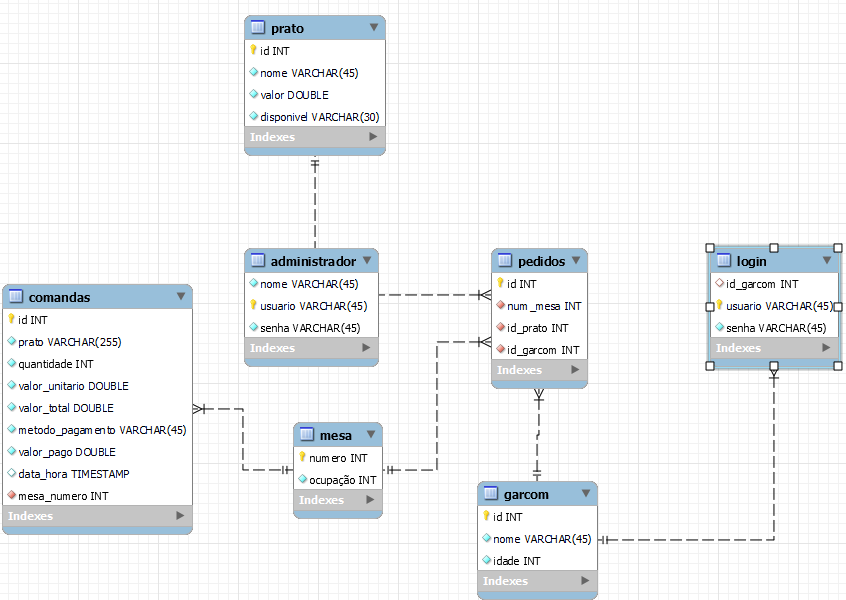 prato
id INT
nome VARCHAR(45)
valor DOUBLE
disponivel VARCHAR(30)
Indexes
administrador
nome VARCHAR(45)
usuario VARCHAR(45)
senha VARCHAR(45)
Indexes
pedidos
id INT
num_mesa INT
id_prato INT
id_garcom INT
Indexes
login
id_garcom INT
usuario VARCHAR(45)
senha VARCHAR(45)
Indexes
comandas
id INT
prato VARCHAR(255)
quantidade INT
valor_unitario DOUBLE
valor_total DOUBLE
metodo_pagamento VARCHAR(45)
valor_pago DOUBLE
data_hora TIMESTAMP
mesa_numero INT
Indexes
mesa
numero INT
ocupação INT
Indexes
garcom
id INT
nome VARCHAR(45)
idade INT
Indexes